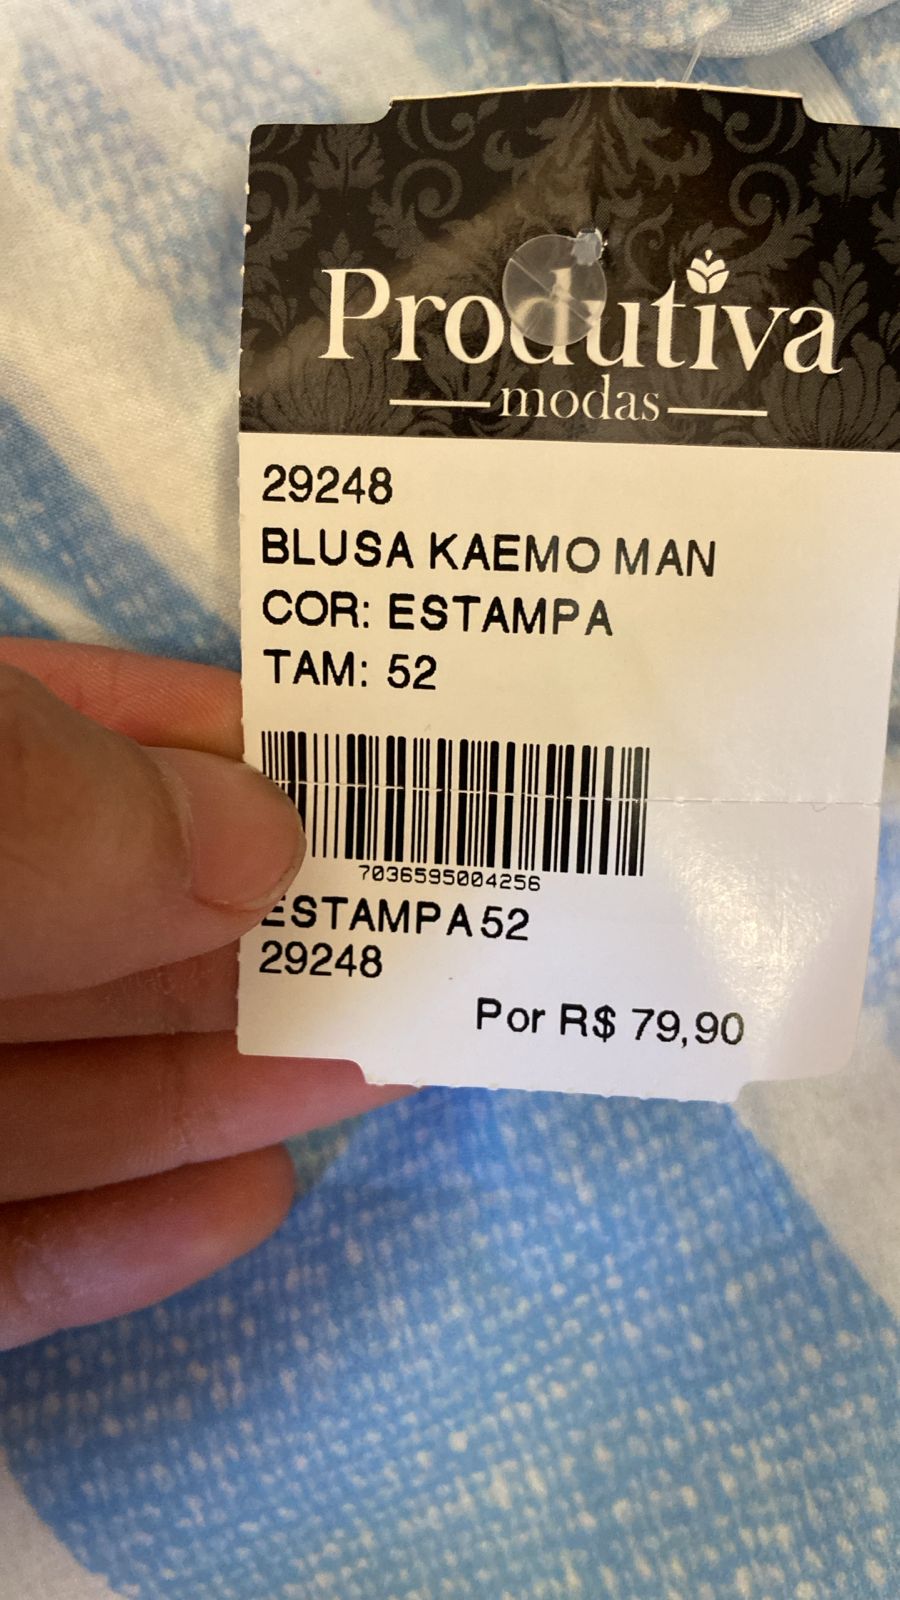 Produtiva
modas
29248
BLUSA KAEMO MAN
COR: ESTAMPA
TAM: 52
7036595004256
ESTAMPA52
29248
Por R$ 79,90